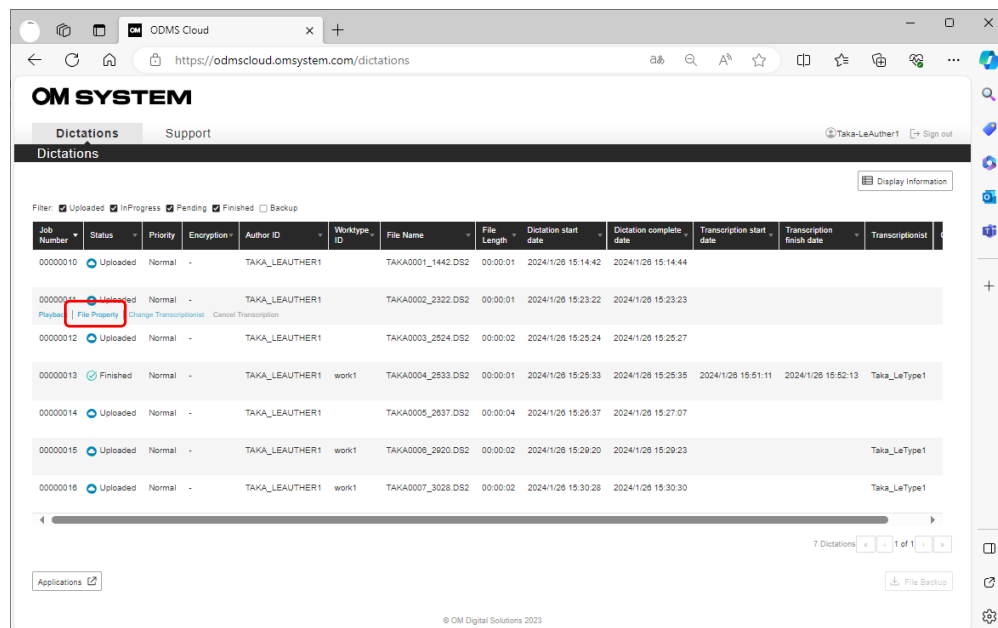 OM ODMS Cloud
https://odmscloud.omsystem.com/dictations
OM SYSTEM
Dictations Support Taka-LeAuther1 Sign out
Dictations
Display Information
Filter: Uploaded InProgress Pending Finished Backup
Job Number Status Priority Encryption Author ID Worktype ID File Name File Length Dictation start date Dictation complete date Transcription start date Transcription finish date Transcriptionist
00000010 Uploaded Normal - TAKA_LEAUTHER1 TAKA0001_1442.DS2 00:00:01 2024/1/26 15:14:42 2024/1/26 15:14:44
00000011 Uploaded Normal - TAKA_LEAUTHER1 TAKA0002_2322.DS2 00:00:01 2024/1/26 15:23:22 2024/1/26 15:23:23
Playback | File Property | Change Transcriptionist Cancel Transcription
00000012 Uploaded Normal - TAKA_LEAUTHER1 TAKA0003_2524.DS2 00:00:02 2024/1/26 15:25:24 2024/1/26 15:25:27
00000013 Finished Normal - TAKA_LEAUTHER1 work1 TAKA0004_2533.DS2 00:00:01 2024/1/26 15:25:33 2024/1/26 15:25:35 2024/1/26 15:51:11 2024/1/26 15:52:13 Taka_LeType1
00000014 Uploaded Normal - TAKA_LEAUTHER1 TAKA0005_2637.DS2 00:00:04 2024/1/26 15:26:37 2024/1/26 15:27:07
00000015 Uploaded Normal - TAKA_LEAUTHER1 work1 TAKA0006_2920.DS2 00:00:02 2024/1/26 15:29:20 2024/1/26 15:29:23 Taka_LeType1
00000016 Uploaded Normal - TAKA_LEAUTHER1 work1 TAKA0007_3028.DS2 00:00:02 2024/1/26 15:30:28 2024/1/26 15:30:30 Taka_LeType1
7 Dictations « ‹ 1 of 1 › »
Applications File Backup
© OM Digital Solutions 2023